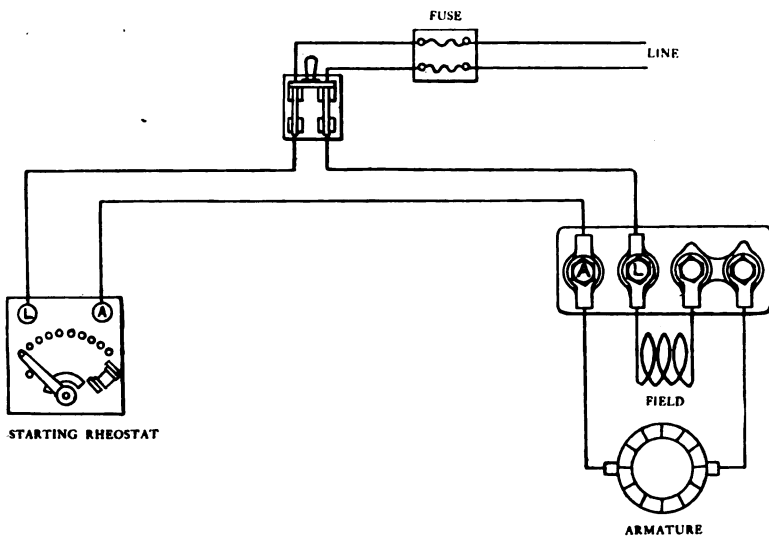 FUSE
LINE
A
L
L
A
FIELD
STARTING RHEOSTAT
ARMATURE